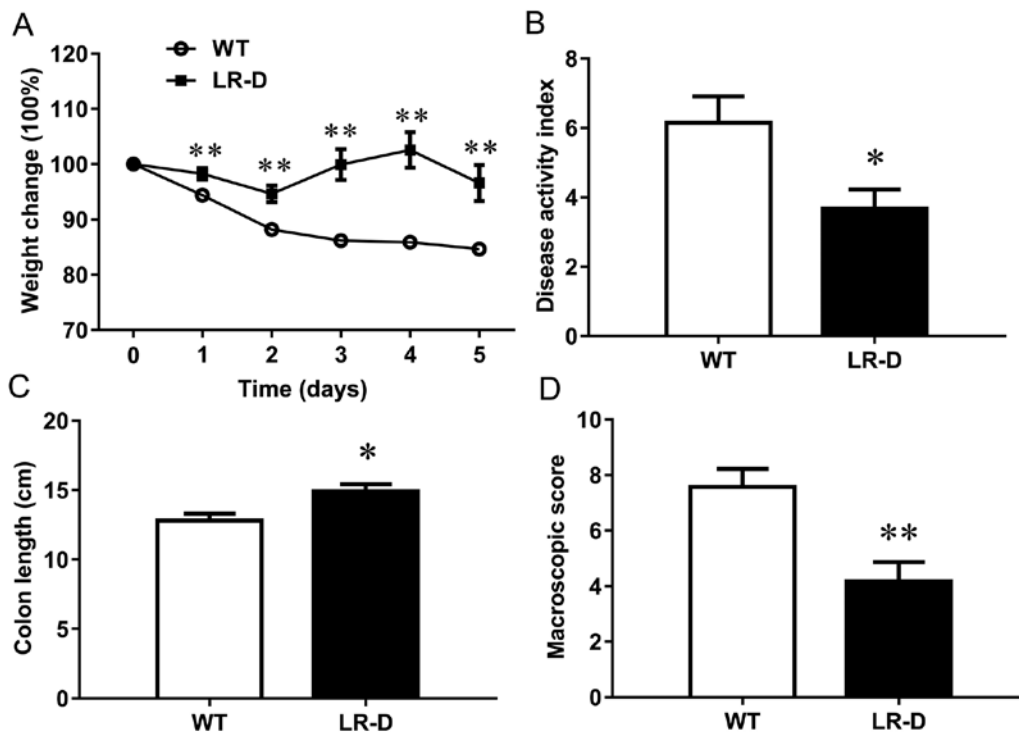 A
WT
LR-D
Weight change (100%)
120
110
100
90
80
70
** ** ** ** **
0 1 2 3 4 5
Time (days)
B
Disease activity index
8
6
4
2
0
*
WT LR-D
C
Colon length (cm)
20
15
10
5
0
*
WT LR-D
D
Macroscopic score
10
8
6
4
2
0
**
WT LR-D